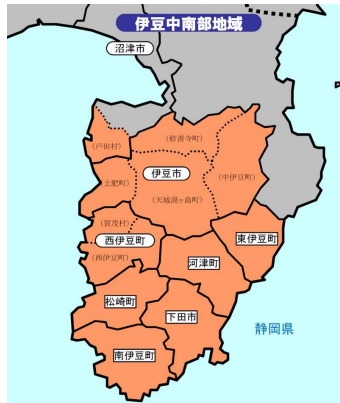 伊豆中南部地域
沼津市
(修善寺町)
(戸田村)
伊豆市
(中伊豆町)
(土肥町)
(天城湯ヶ島町)
(賀茂村)
西伊豆町
東伊豆町
(西伊豆町)
河津町
松崎町
下田市
静岡県
南伊豆町